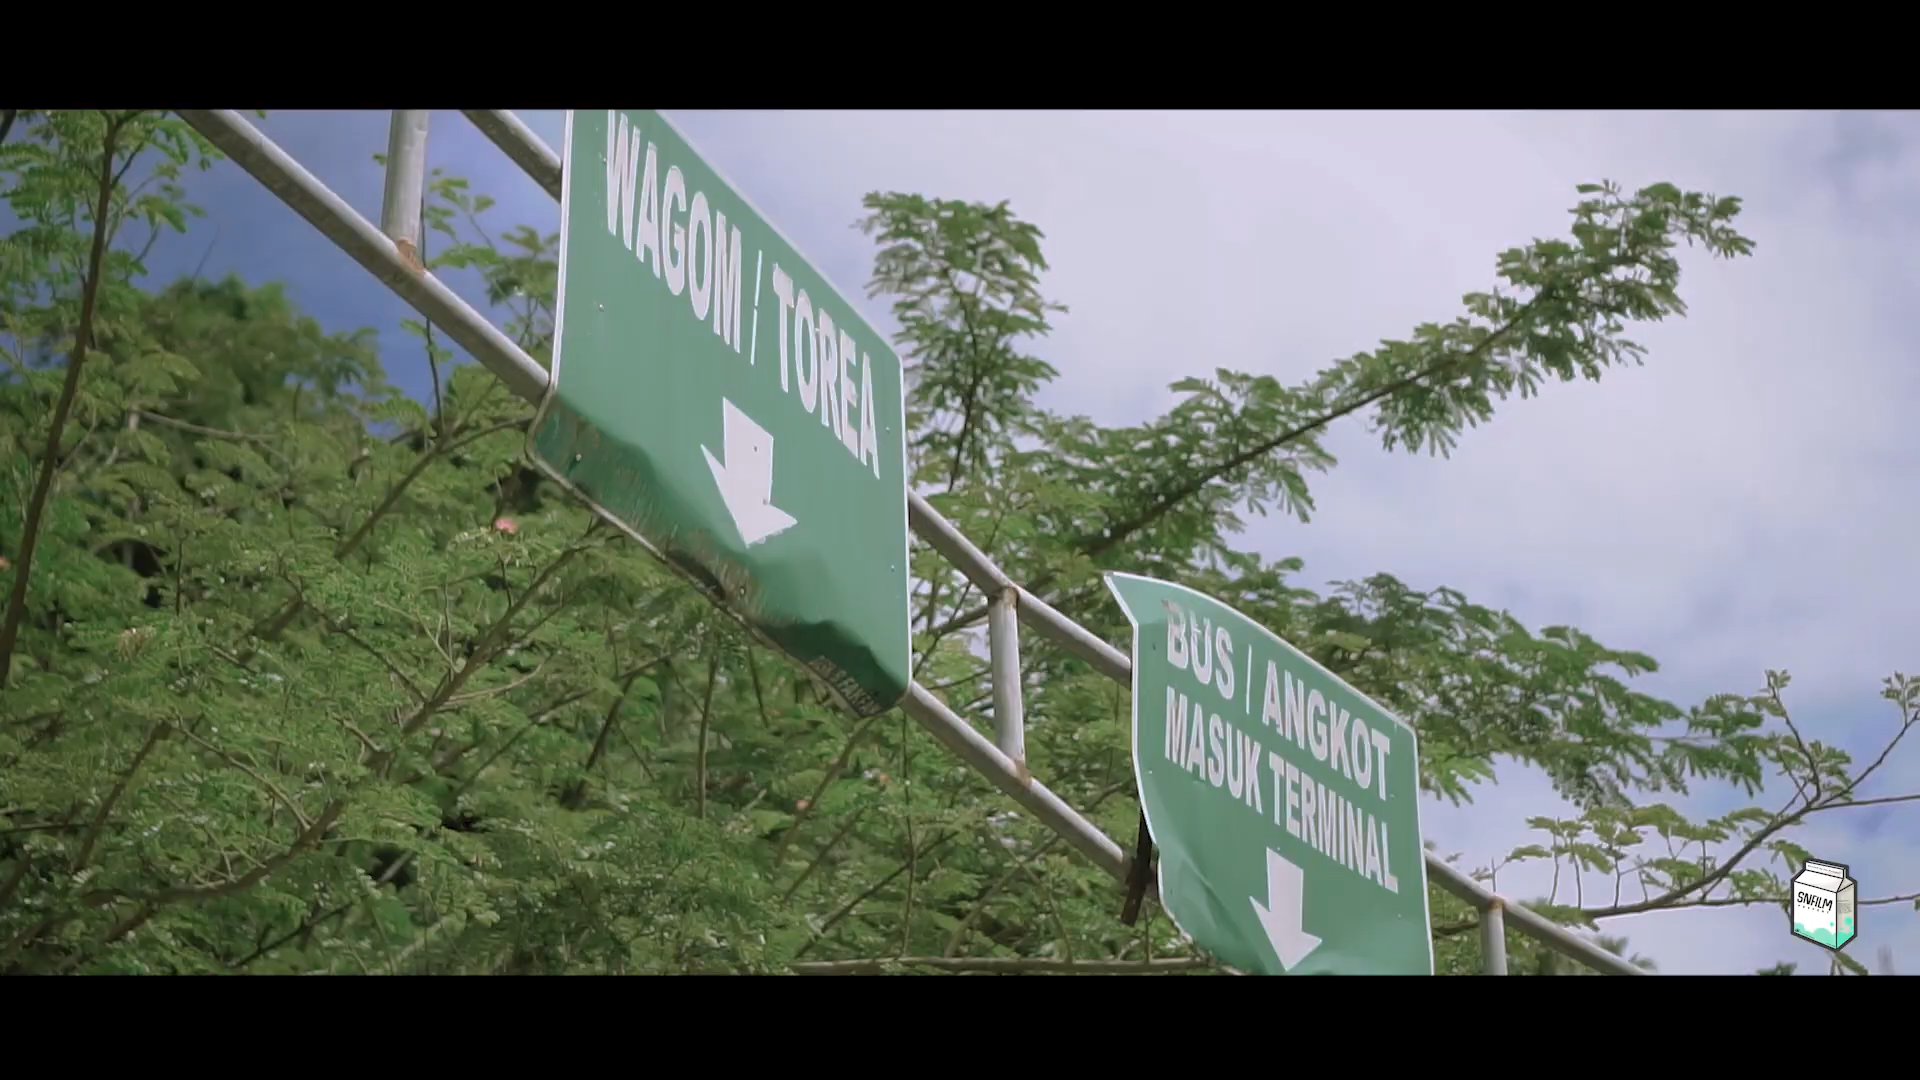 WAGOM / TOREA
BUS / ANGKOT
MASUK TERMINAL
SNFILM